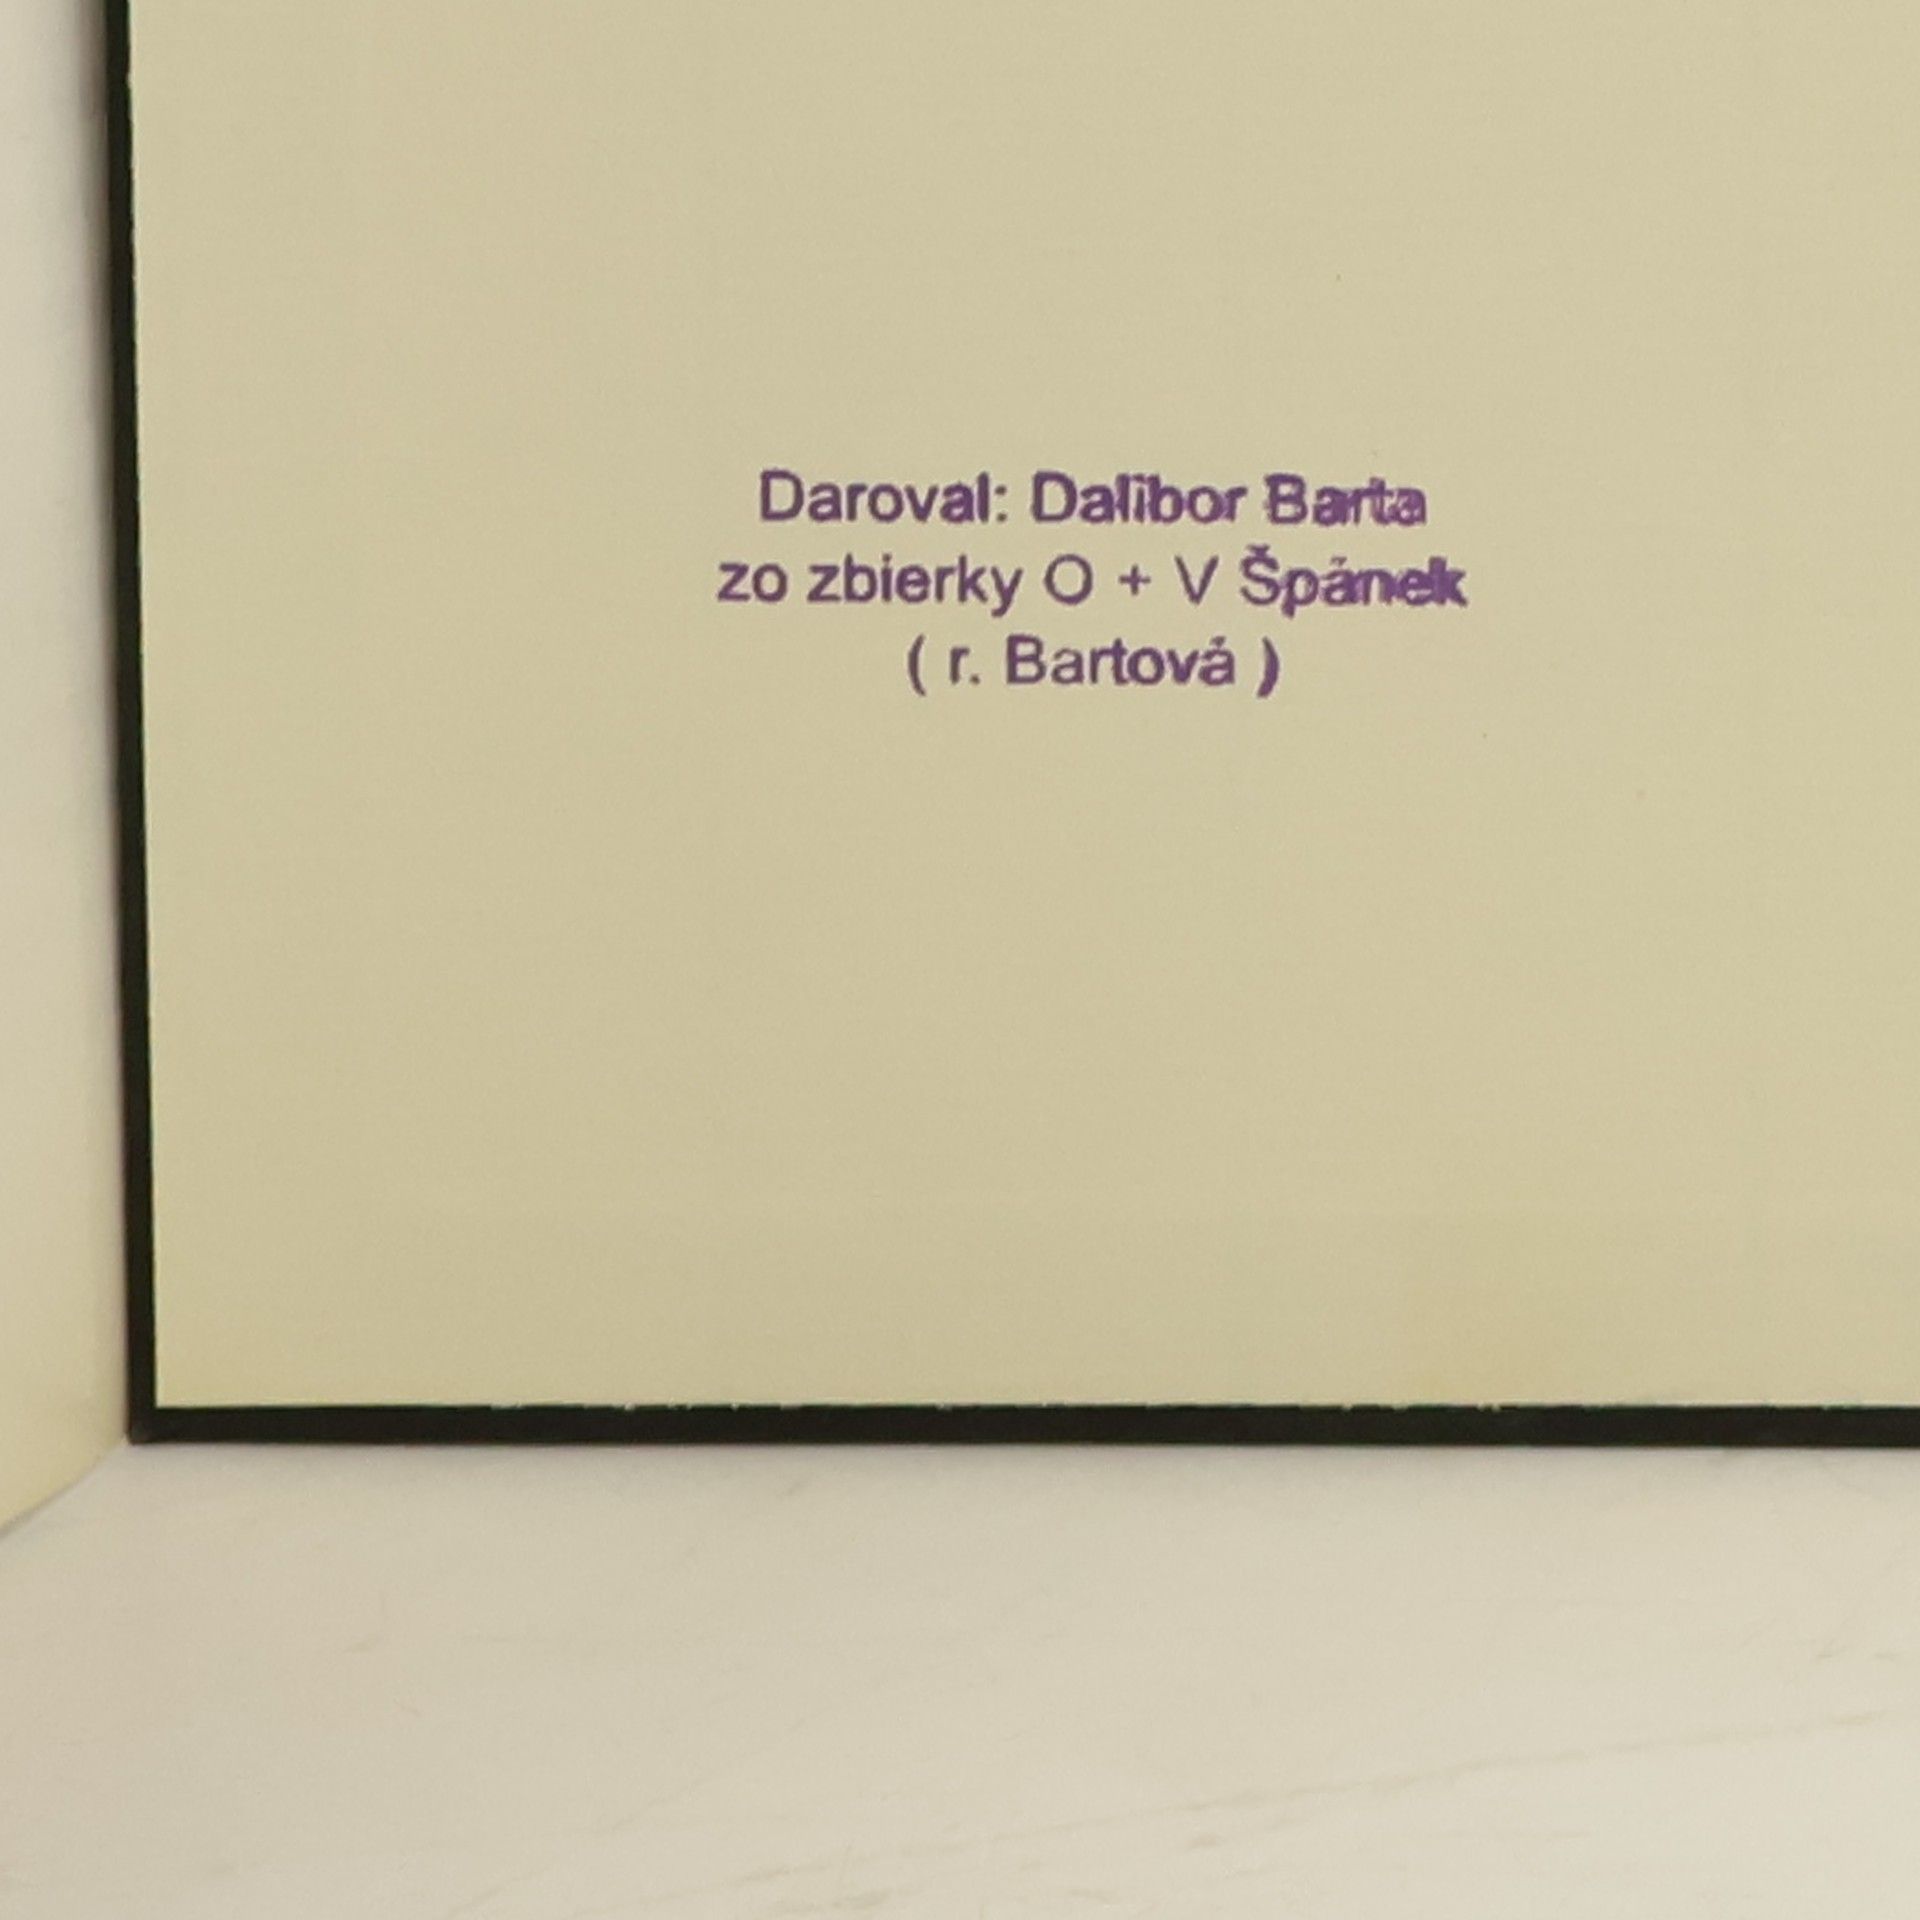 Daroval: Dalibor Barta
zo zbierky O + V Špánek
( r. Bartová )